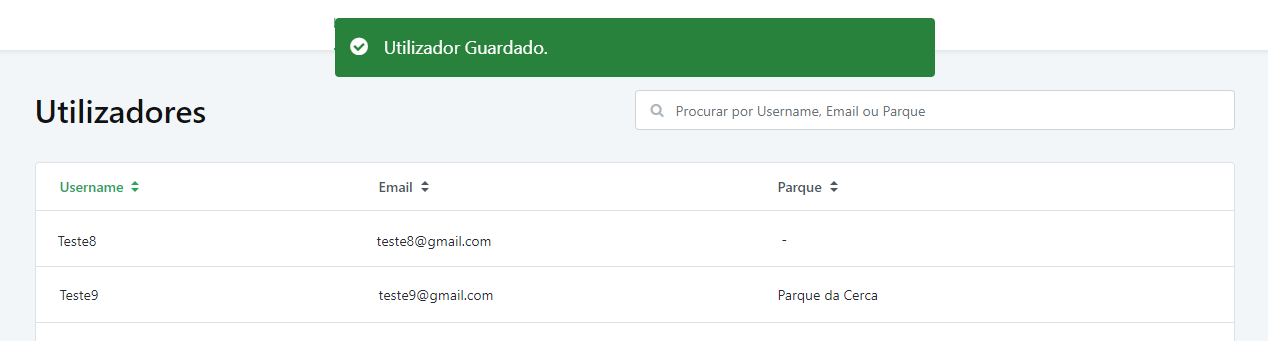 Utilizador Guardado.
Utilizadores
Procurar por Username, Email ou Parque
Username Email Parque
Teste8 teste8@gmail.com -
Teste9 teste9@gmail.com Parque da Cerca